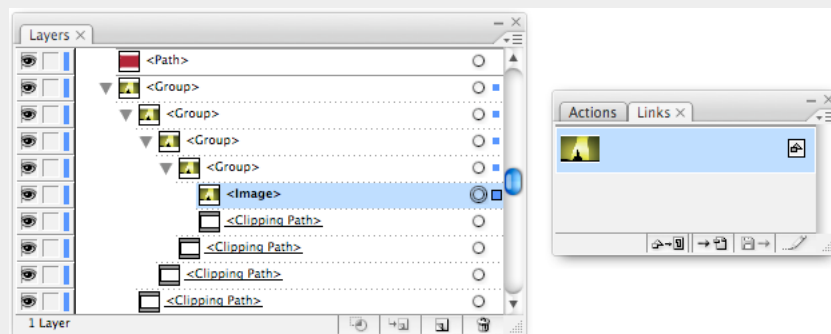 Layers
<Path>
<Group>
<Group>
<Group>
<Group>
<Image>
<Clipping Path>
<Clipping Path>
<Clipping Path>
<Clipping Path>
1 Layer
Actions Links